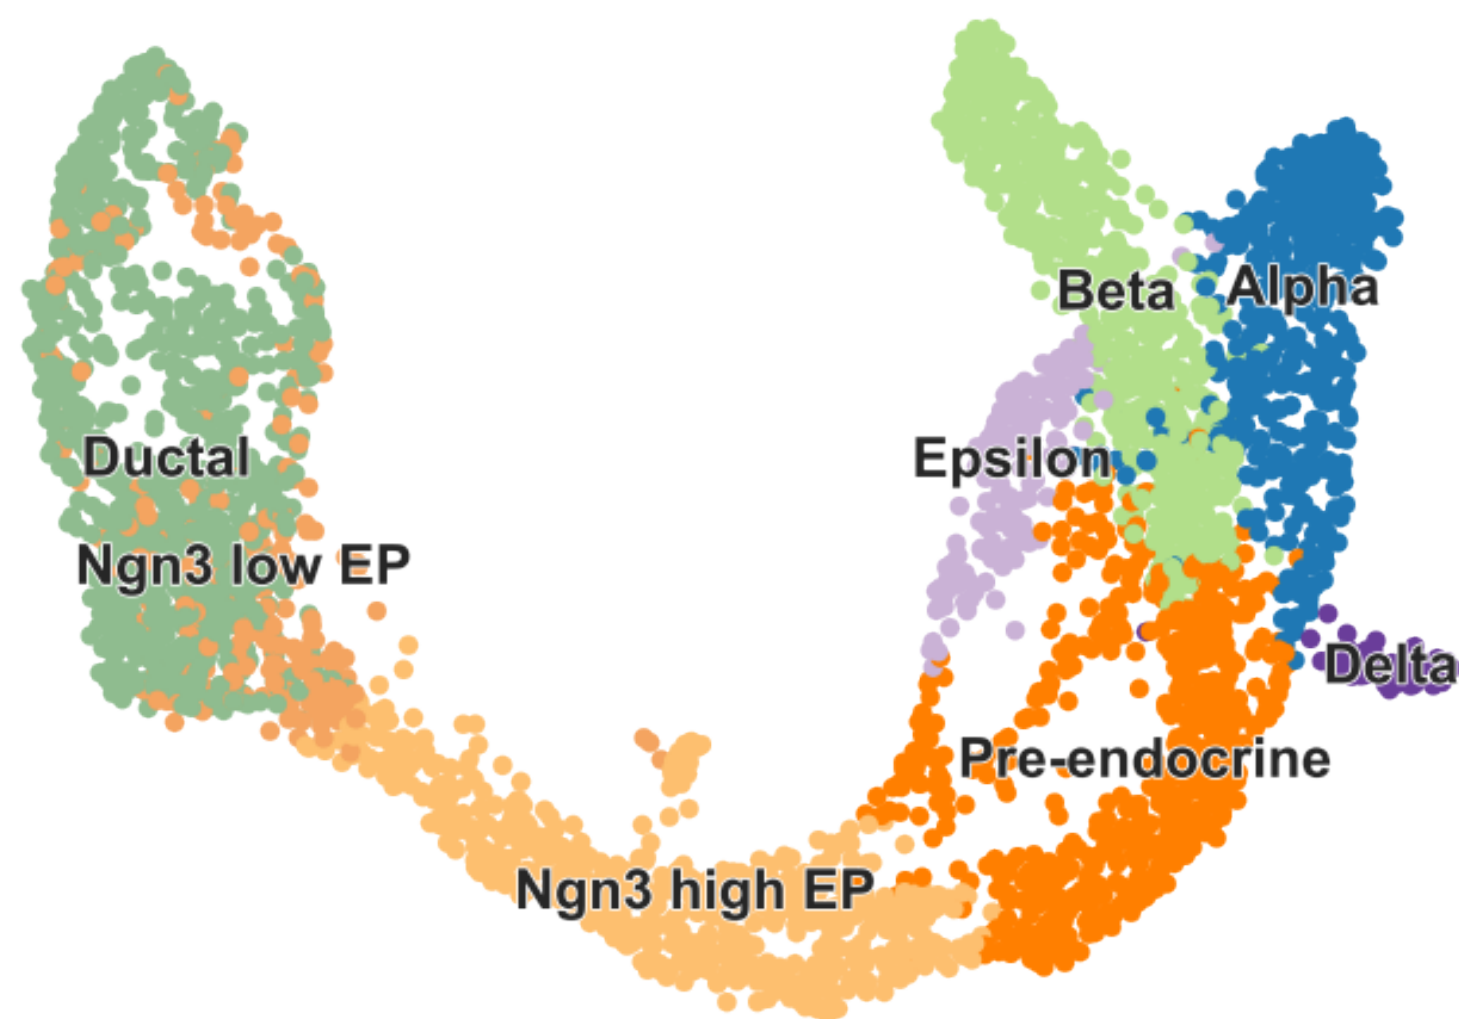 Beta
Alpha
Ductal
Epsilon
Ngn3 low EP
Delta
Pre-endocrine
Ngn3 high EP